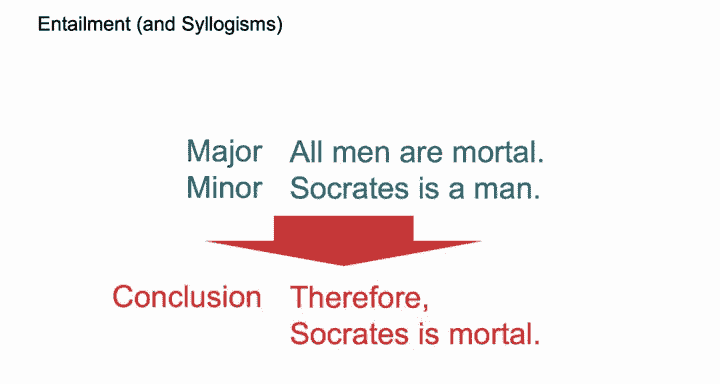 Entailment (and Syllogisms)
Major All men are mortal.
Minor Socrates is a man.
Conclusion Therefore,
Socrates is mortal.